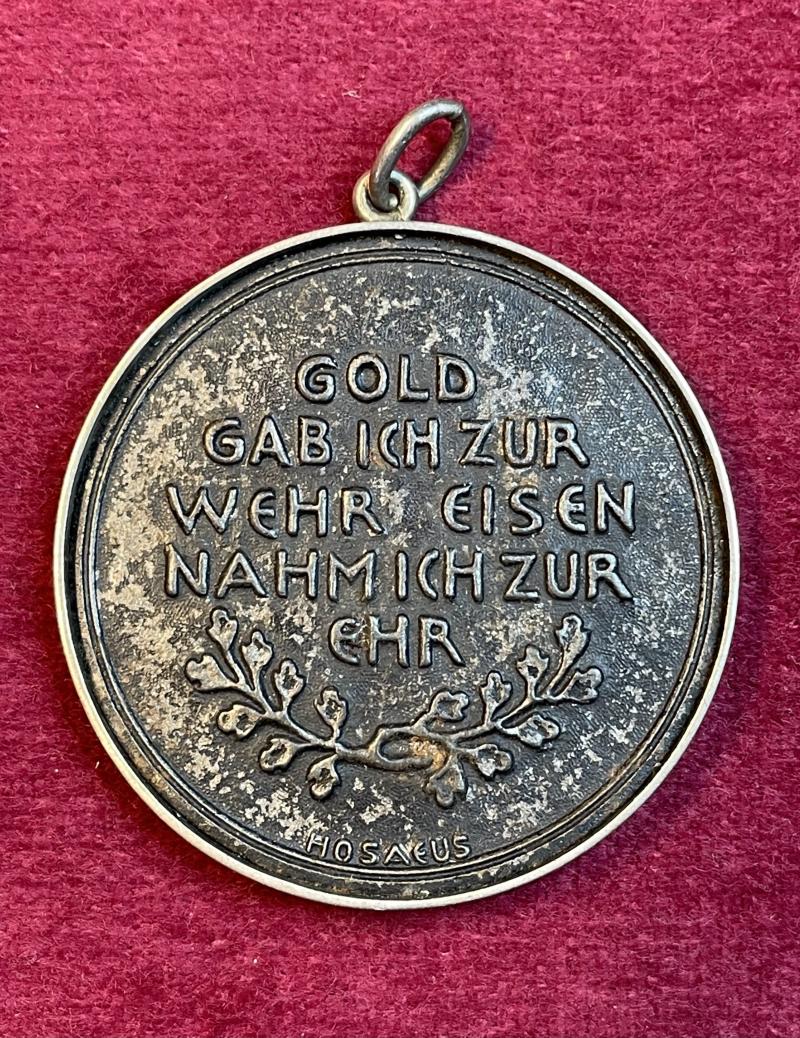 GOLD
GAB ICH ZUR
WEHR EISEN
NAHM ICH ZUR
EHR
HOSAEUS